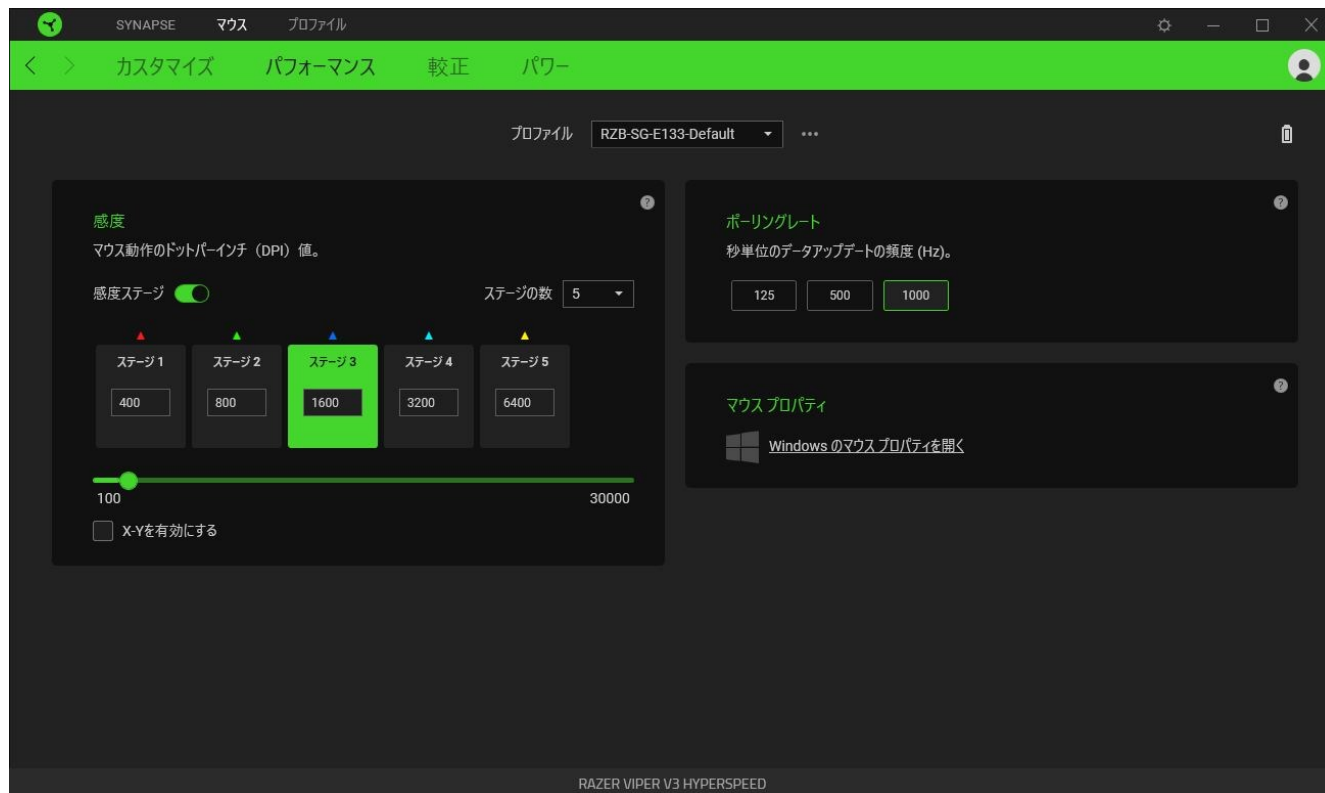 SYNAPSE マウス プロファイル
カスタマイズ パフォーマンス 較正 パワー
プロファイル RZB-SG-E133-Default
感度
マウス動作のドットパーインチ（DPI）値。
感度ステージ ステージの数 5
ステージ 1 ステージ 2 ステージ 3 ステージ 4 ステージ 5
400 800 1600 3200 6400
100 30000
X-Yを有効にする
ポーリングレート
秒単位のデータアップデートの頻度 (Hz)。
125 500 1000
マウス プロパティ
Windows のマウス プロパティを開く
RAZER VIPER V3 HYPERSPEED